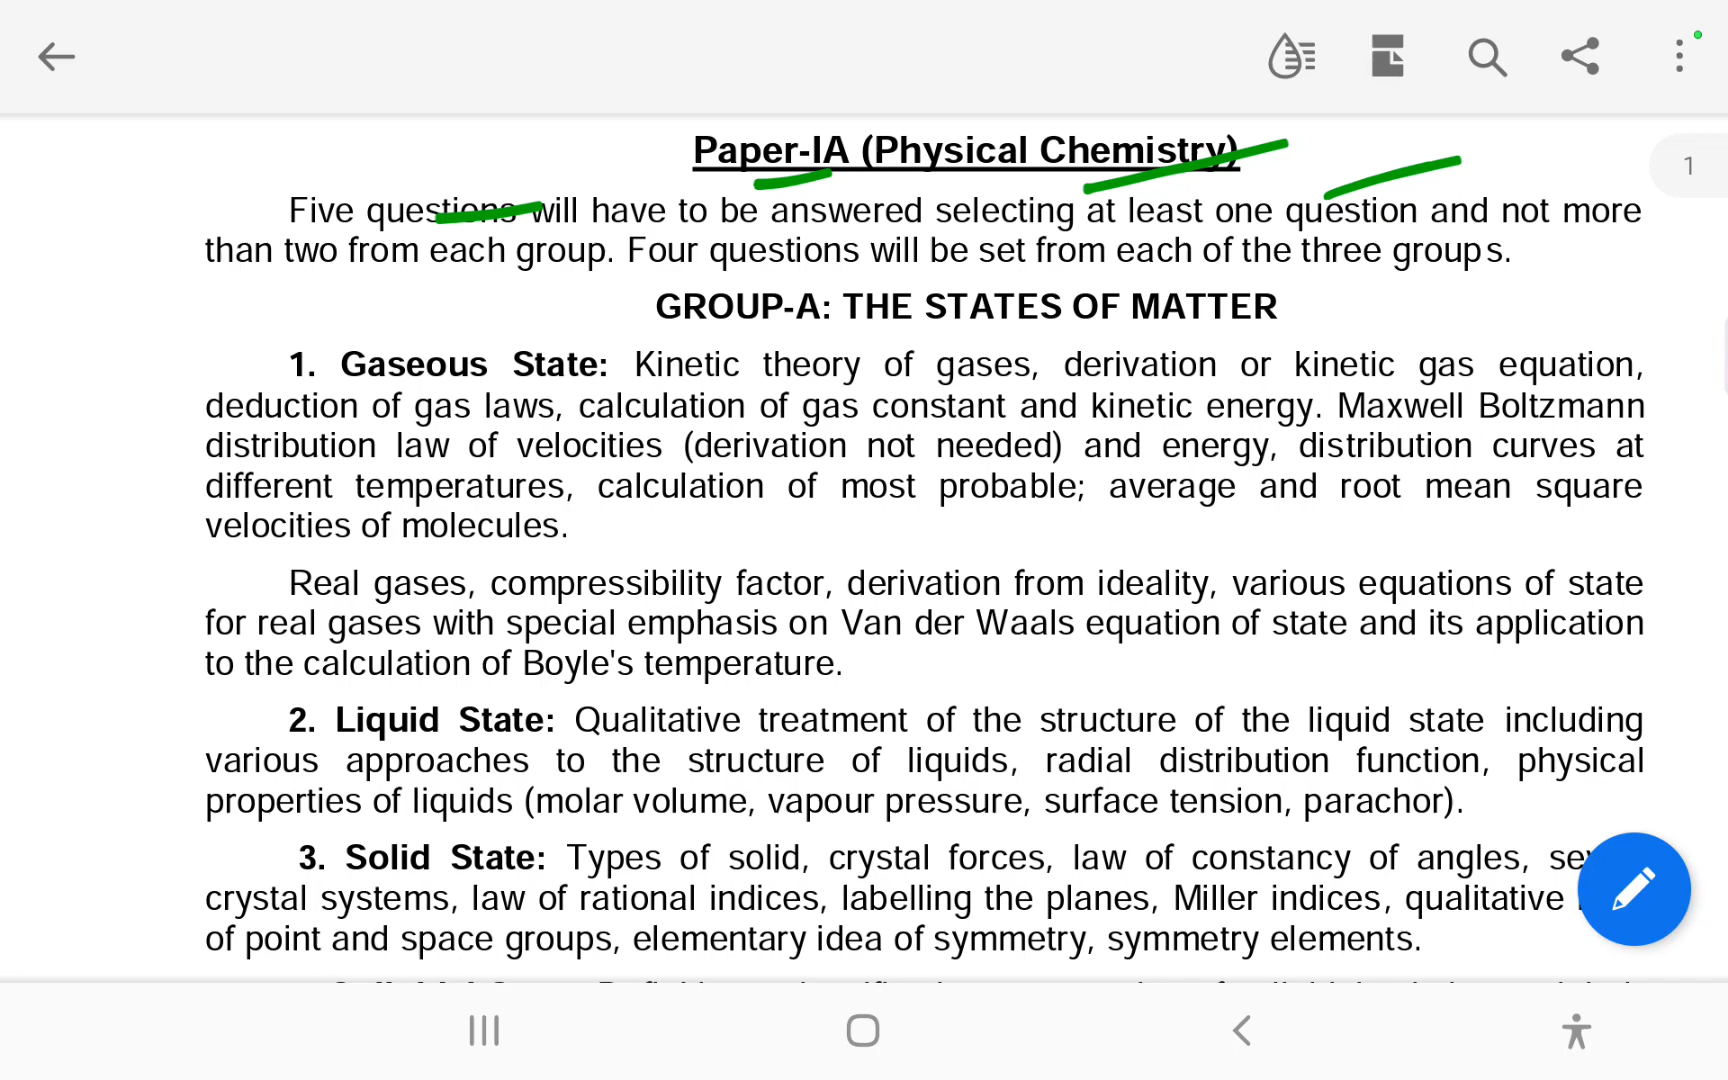 1
Paper-IA (Physical Chemistry)
Five questions will have to be answered selecting at least one question and not more
than two from each group. Four questions will be set from each of the three groups.
GROUP-A: THE STATES OF MATTER
1. Gaseous State: Kinetic theory of gases, derivation or kinetic gas equation,
deduction of gas laws, calculation of gas constant and kinetic energy. Maxwell Boltzmann
distribution law of velocities (derivation not needed) and energy, distribution curves at
different temperatures, calculation of most probable; average and root mean square
velocities of molecules.
Real gases, compressibility factor, derivation from ideality, various equations of state
for real gases with special emphasis on Van der Waals equation of state and its application
to the calculation of Boyle's temperature.
2. Liquid State: Qualitative treatment of the structure of the liquid state including
various approaches to the structure of liquids, radial distribution function, physical
properties of liquids (molar volume, vapour pressure, surface tension, parachor).
3. Solid State: Types of solid, crystal forces, law of constancy of angles,
crystal systems, law of rational indices, labelling the planes, Miller indices, qualitative
of point and space groups, elementary idea of symmetry, symmetry elements.